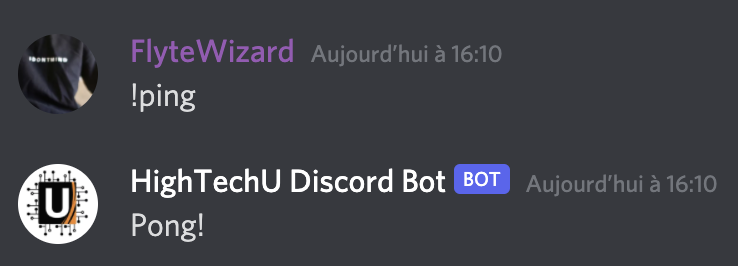 FlyteWizard Aujourd’hui à 16:10
!ping
HighTechU Discord Bot BOT Aujourd’hui à 16:10
U
Pong!